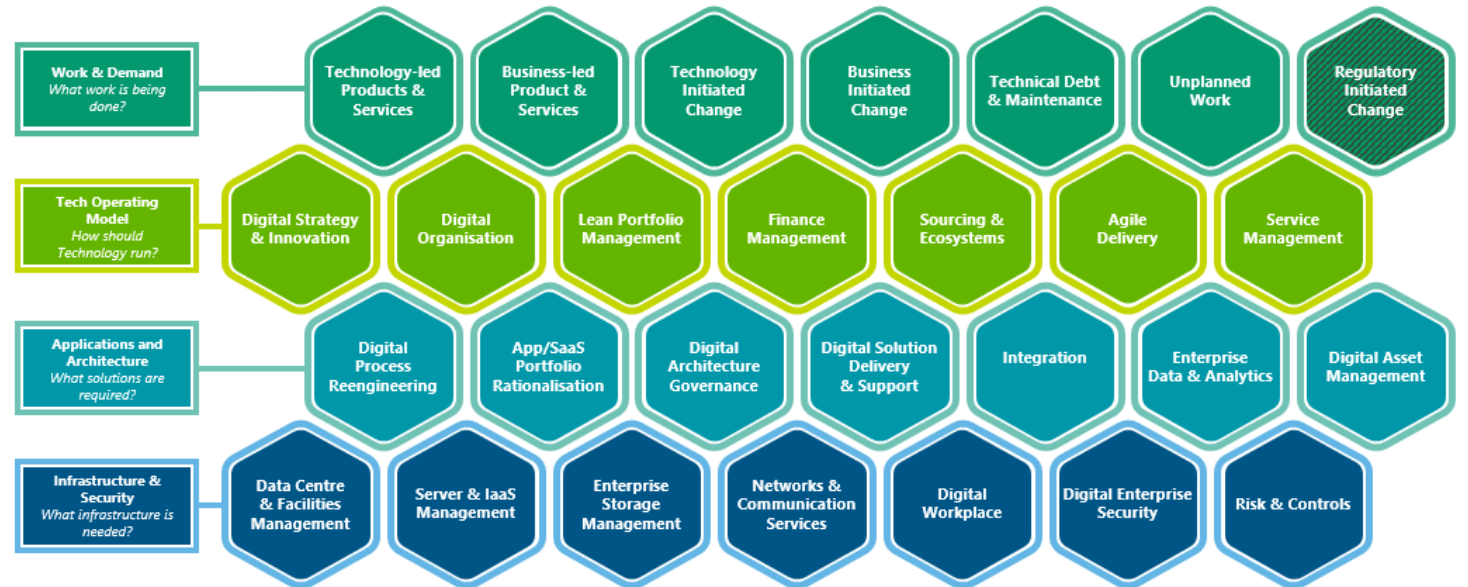 Work & Demand
What work is being
done?
Technology-led
Products &
Services
Business-led
Product &
Services
Technology
Initiated
Change
Business
Initiated
Change
Technical Debt
& Maintenance
Unplanned
Work
Regulatory
Initiated
Change
Tech Operating
Model
How should
Technology run?
Digital Strategy
& Innovation
Digital
Organisation
Lean Portfolio
Management
Finance
Management
Sourcing &
Ecosystems
Agile
Delivery
Service
Management
Applications and
Architecture
What solutions are
required?
Digital
Process
Reengineering
App/SaaS
Portfolio
Rationalisation
Digital
Architecture
Governance
Digital Solution
Delivery
& Support
Integration
Enterprise
Data & Analytics
Digital Asset
Management
Infrastructure &
Security
What infrastructure is
needed?
Data Centre
& Facilities
Management
Server & IaaS
Management
Enterprise
Storage
Management
Networks &
Communication
Services
Digital
Workplace
Digital Enterprise
Security
Risk & Controls